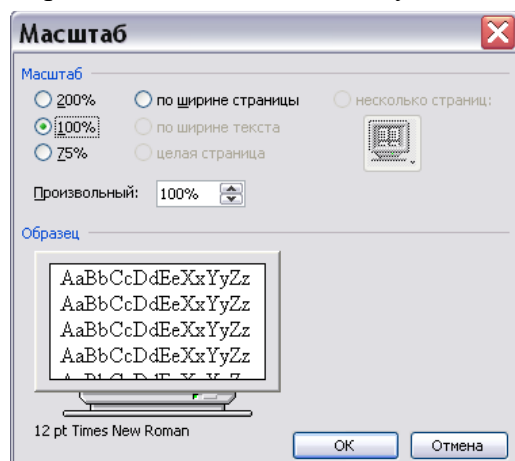 Масштаб
Масштаб
200% по ширине страницы несколько страниц:
100% по ширине текста
75% целая страница
Произвольный: 100%
Образец
AaBbCcDdEeXxYyZz
AaBbCcDdEeXxYyZz
AaBbCcDdEeXxYyZz
AaBbCcDdEeXxYyZz
12 pt Times New Roman
ОК Отмена